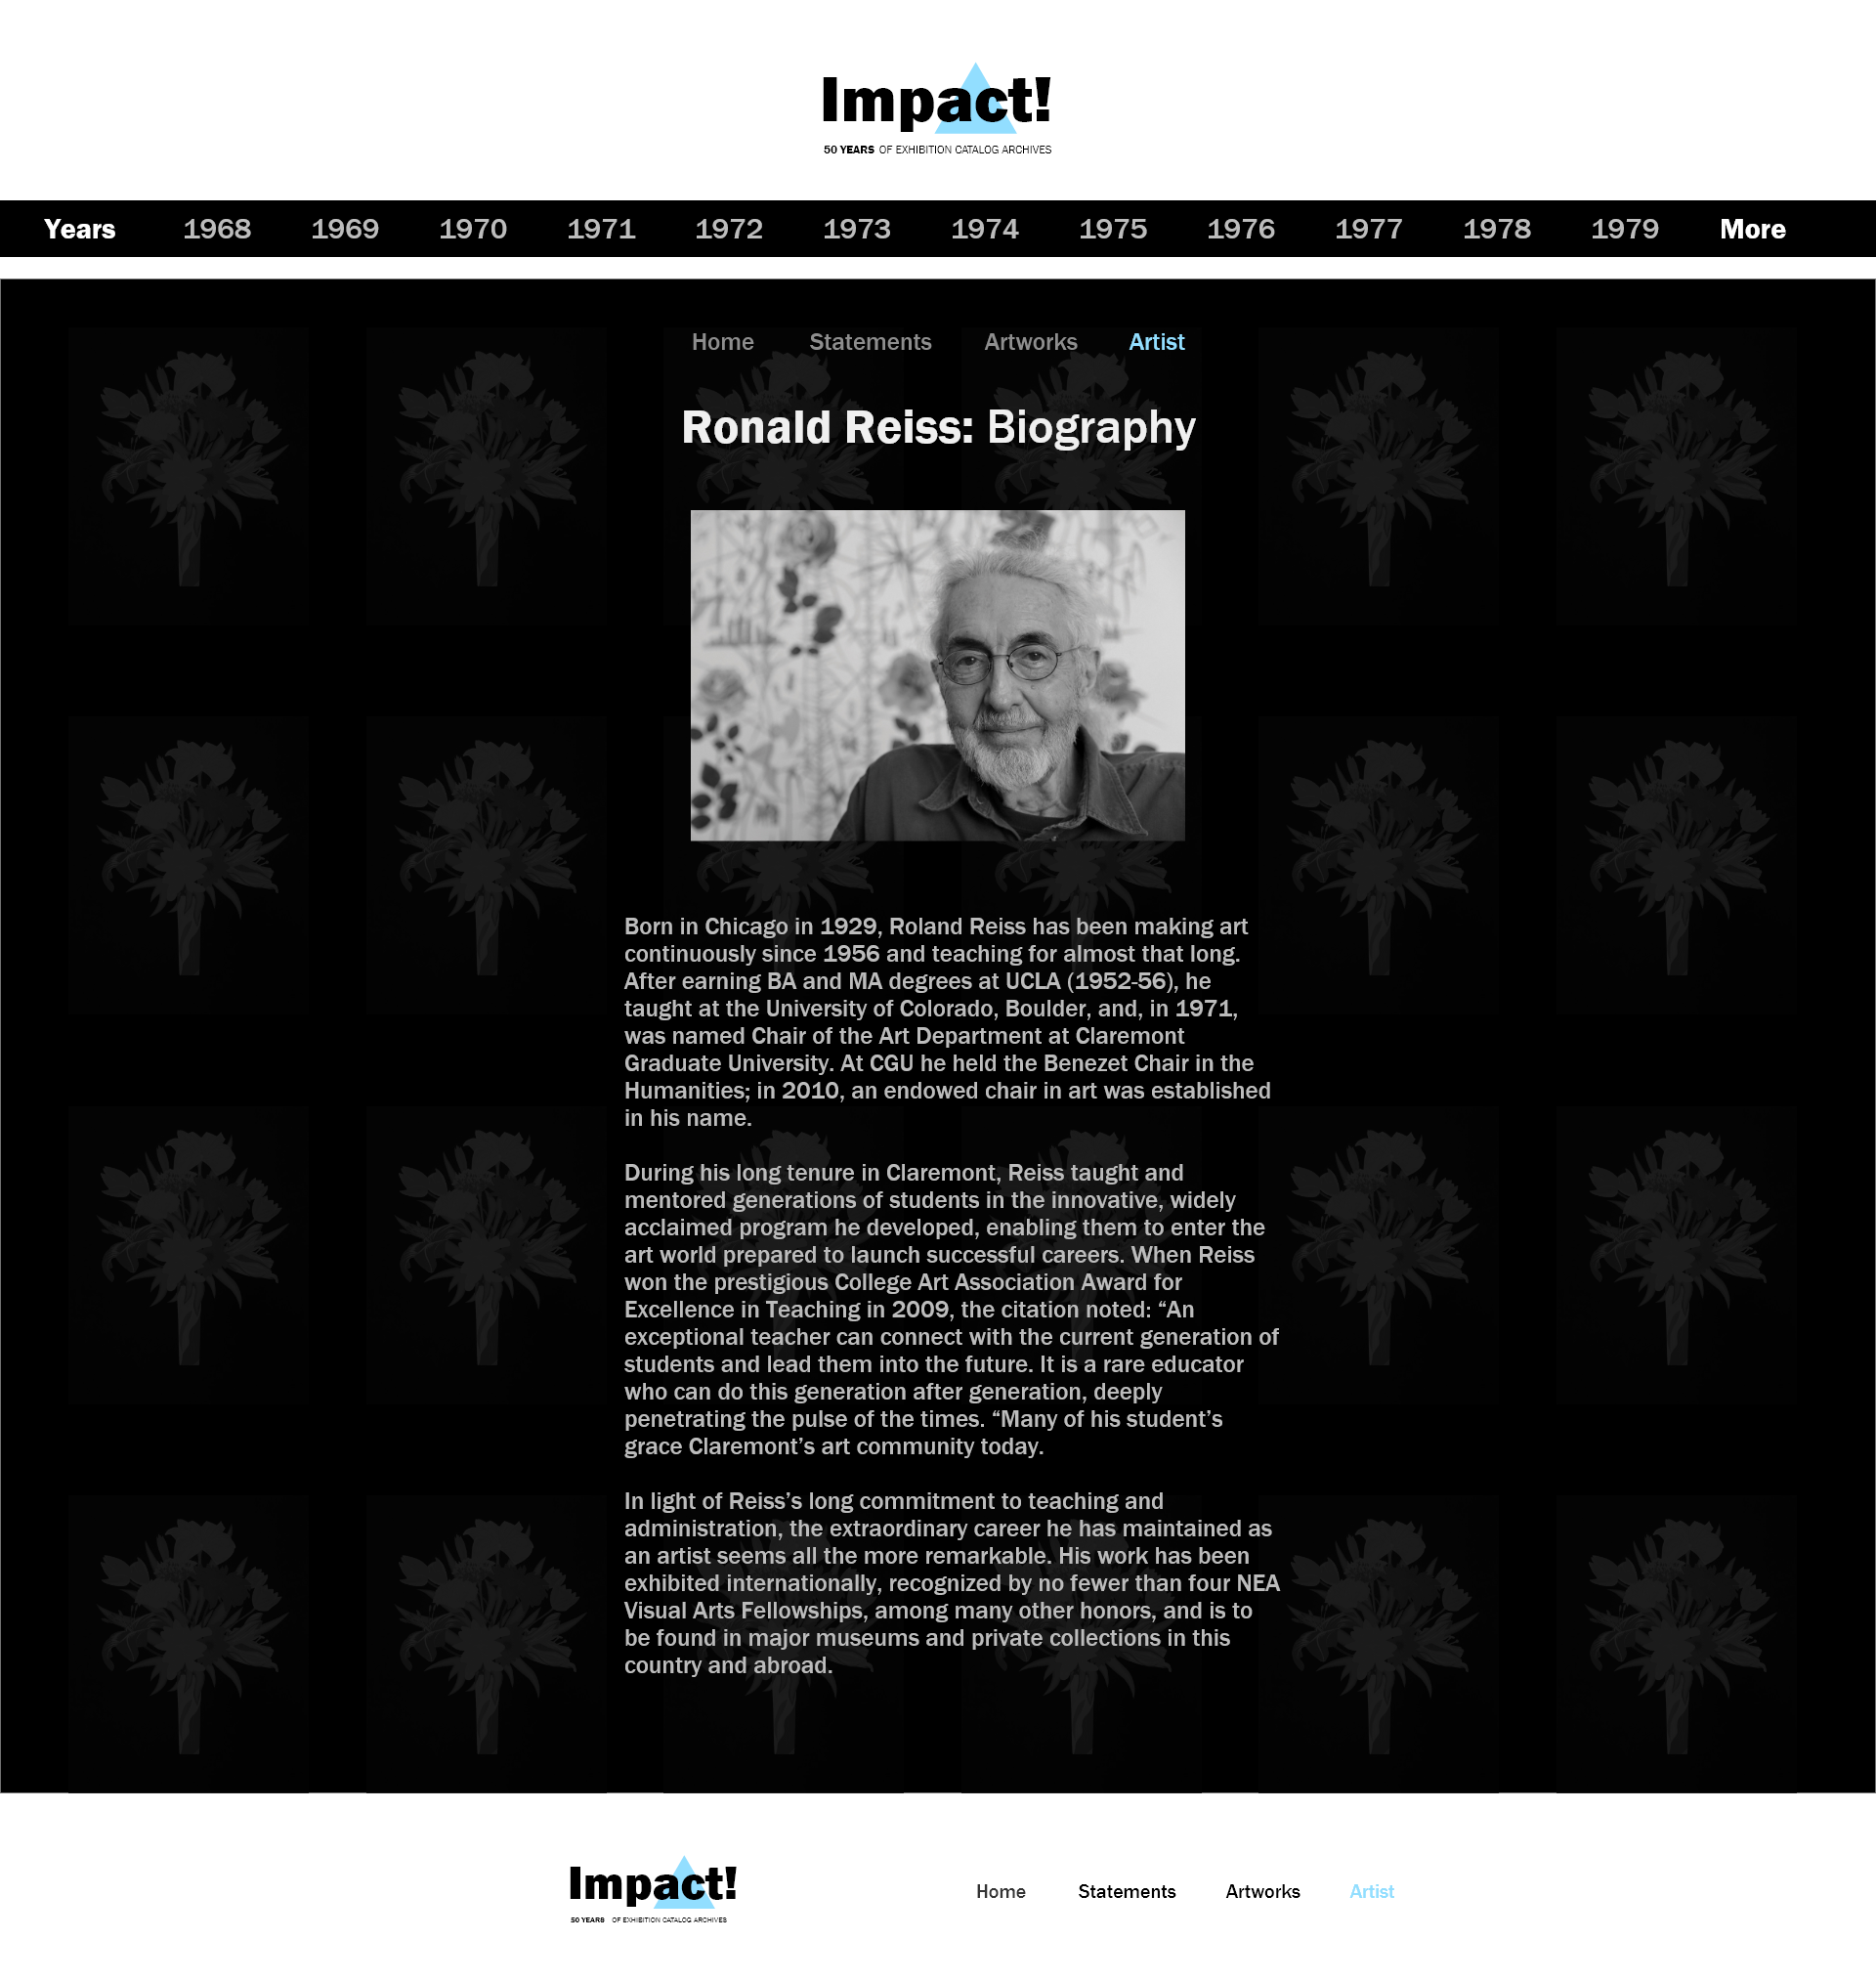 Impact!
50 YEARS OF EXHIBITION CATALOG ARCHIVES
Years 1968 1969 1970 1971 1972 1973 1974 1975 1976 1977 1978 1979 More
Home Statements Artworks Artist
Ronald Reiss: Biography
Born in Chicago in 1929, Roland Reiss has been making art
continuously since 1956 and teaching for almost that long.
After earning BA and MA degrees at UCLA (1952-56), he
taught at the University of Colorado, Boulder, and, in 1971,
was named Chair of the Art Department at Claremont
Graduate University. At CGU he held the Benezet Chair in the
Humanities; in 2010, an endowed chair in art was established
in his name.
During his long tenure in Claremont, Reiss taught and
mentored generations of students in the innovative, widely
acclaimed program he developed, enabling them to enter the
art world prepared to launch successful careers. When Reiss
won the prestigious College Art Association Award for
Excellence in Teaching in 2009, the citation noted: “An
exceptional teacher can connect with the current generation of
students and lead them into the future. It is a rare educator
who can do this generation after generation, deeply
penetrating the pulse of the times. “Many of his student’s
grace Claremont’s art community today.
In light of Reiss’s long commitment to teaching and
administration, the extraordinary career he has maintained as
an artist seems all the more remarkable. His work has been
exhibited internationally, recognized by no fewer than four NEA
Visual Arts Fellowships, among many other honors, and is to
be found in major museums and private collections in this
country and abroad.
Impact!
50 YEARS OF EXHIBITION CATALOG ARCHIVES
Home Statements Artworks Artist